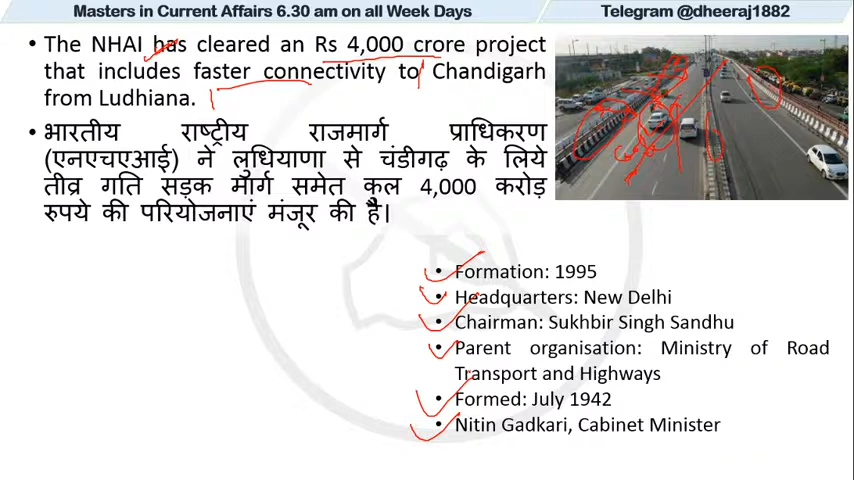 Masters in Current Affairs 6.30 am on all Week Days
Telegram @dheeraj1882
• The NHAI has cleared an Rs 4,000 crore project
that includes faster connectivity to Chandigarh
from Ludhiana.
• भारतीय राष्ट्रीय राजमार्ग प्राधिकरण
(एनएचएआई) ने लुधियाणा से चंडीगढ़ के लिये
तीव्र गति सड़क मार्ग समेत कुल 4,000 करोड़
रुपये की परियोजनाएं मंजूर की है।
• Formation: 1995
• Headquarters: New Delhi
• Chairman: Sukhbir Singh Sandhu
• Parent organisation: Ministry of Road
Transport and Highways
• Formed: July 1942
• Nitin Gadkari, Cabinet Minister